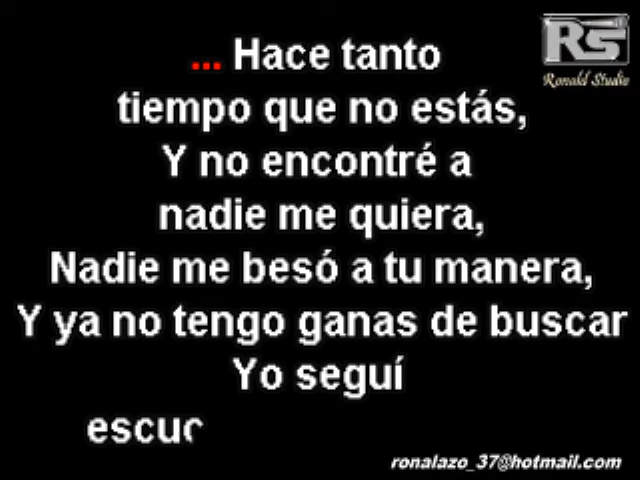 ... Hace tanto
tiempo que no estás,
Y no encontré a
nadie me quiera,
Nadie me besó a tu manera,
Y ya no tengo ganas de buscar
Yo seguí
RS
Ronald Studio
ronalazo_37@hotmail.com